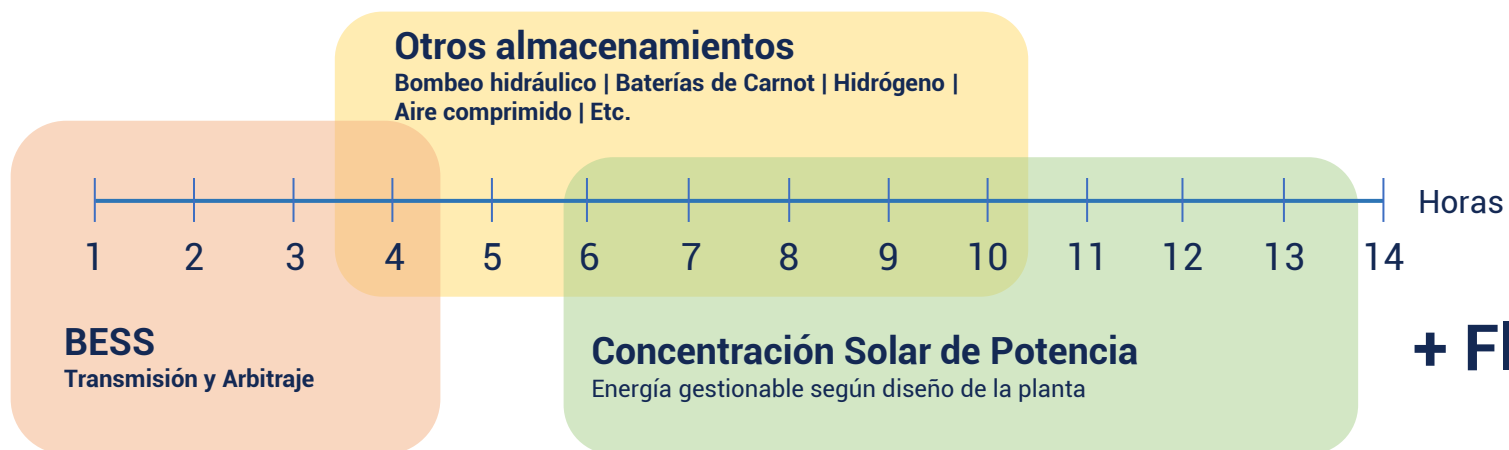 Otros almacenamientos
Bombeo hidráulico | Baterías de Carnot | Hidrógeno |
Aire comprimido | Etc.
Horas
1 2 3 4 5 6 7 8 9 10 11 12 13 14
BESS
Transmisión y Arbitraje
Concentración Solar de Potencia
Energía gestionable según diseño de la planta
+